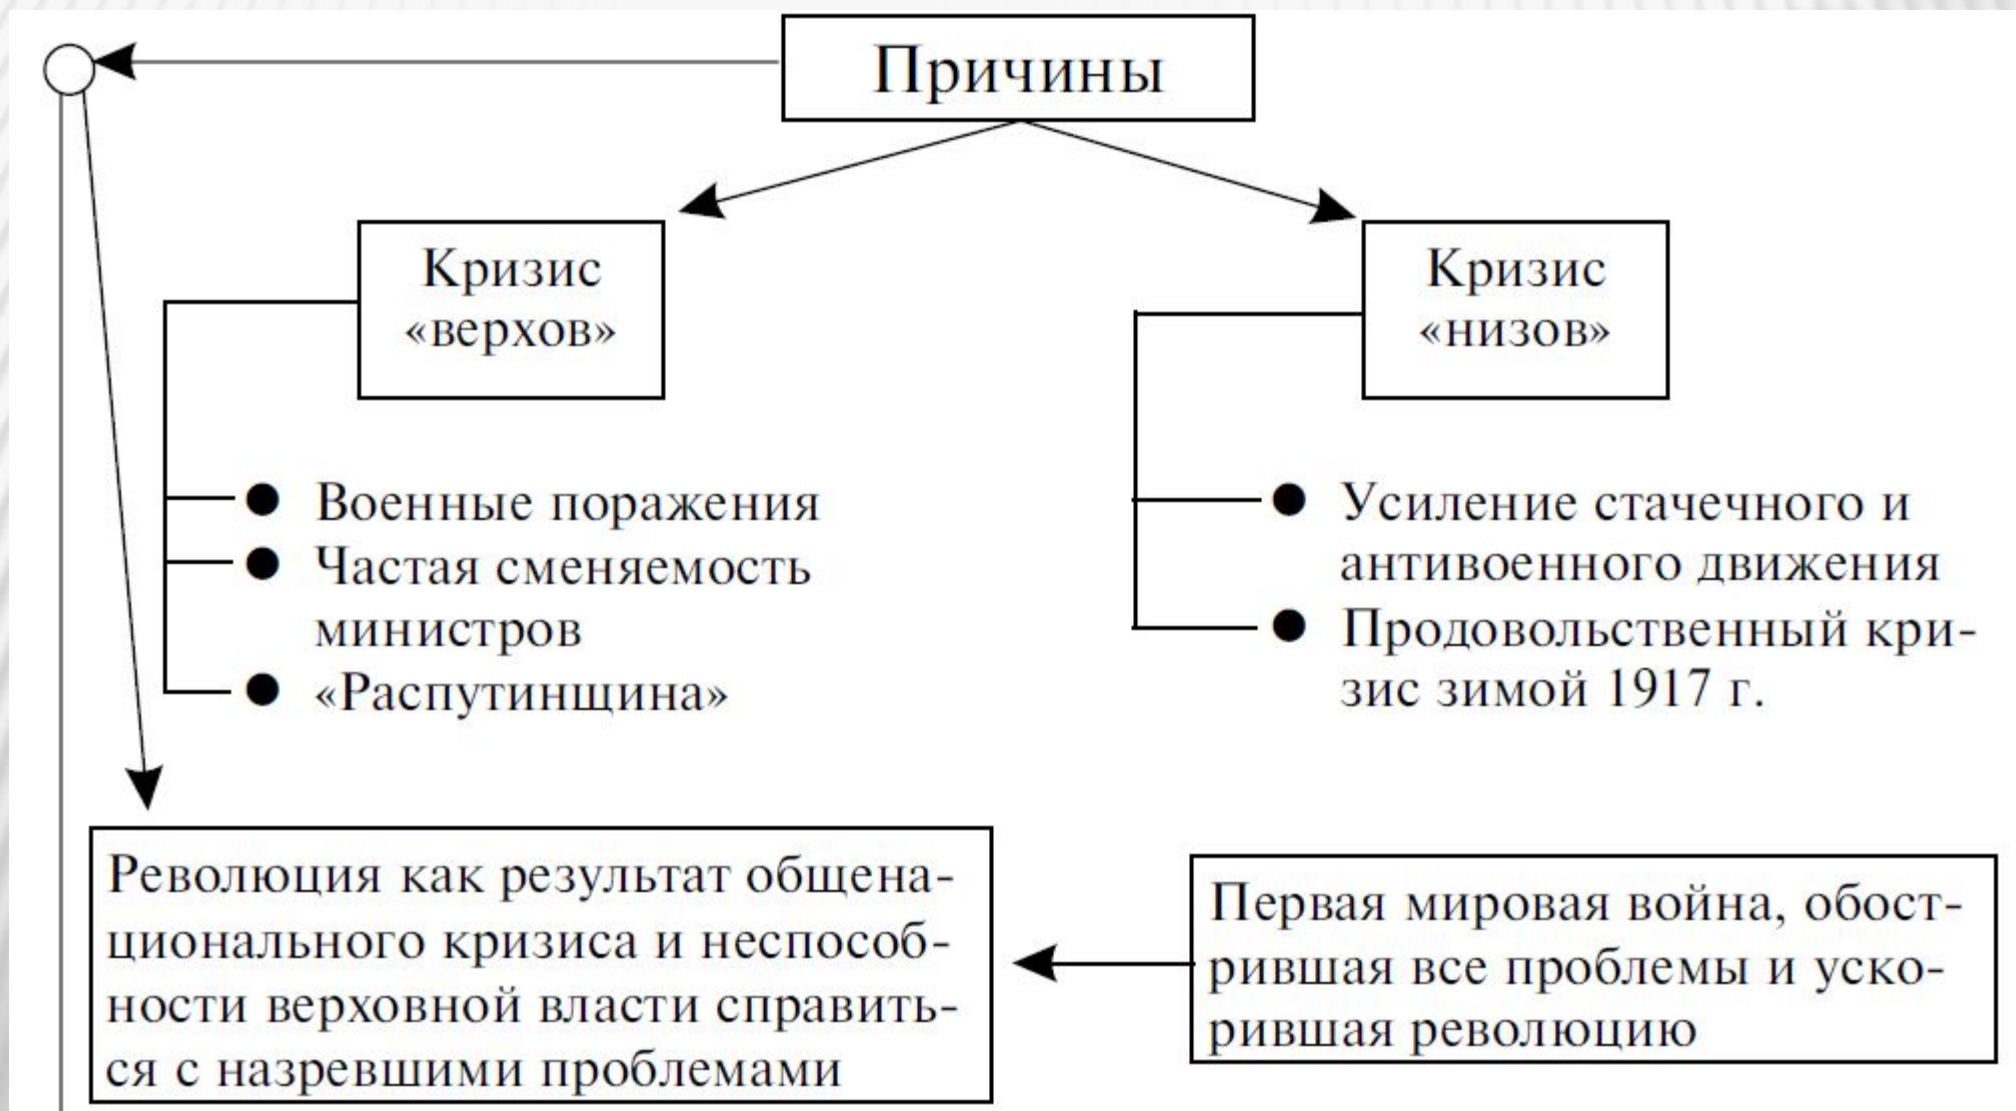 Причины
Кризис
«верхов»
Военные поражения
Частая сменяемость
министров
«Распутинщина»
Кризис
«низов»
Усиление стачечного и
антивоенного движения
Продовольственный кри-
зис зимой 1917 г.
Революция как результат общена-
ционального кризиса и неспособ-
ности верховной власти справить-
ся с назревшими проблемами
Первая мировая война, обост-
рившая все проблемы и уско-
рившая революцию